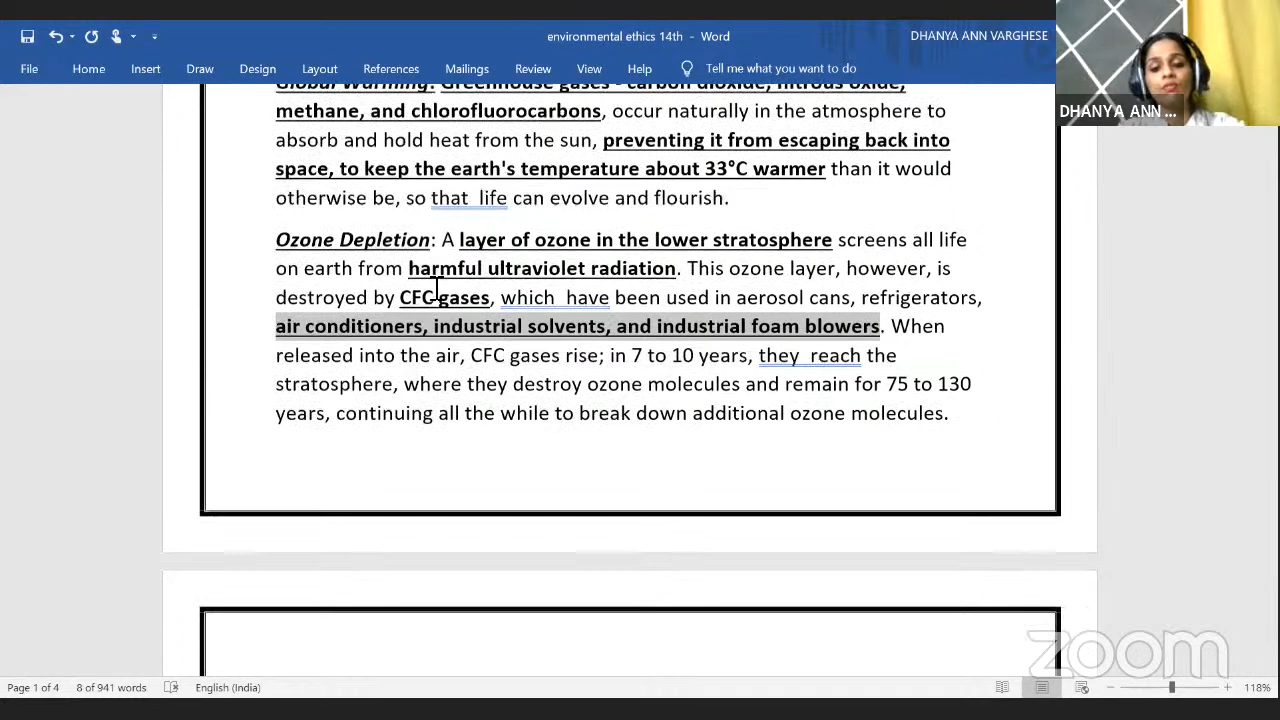 environmental ethics 14th - Word
DHANYA ANN VARGHESE
File Home Insert Draw Design Layout References Mailings Review View Help Tell me what you want to do
DHANYA ANN ...
Global Warming: Greenhouse gases - carbon dioxide, nitrous oxide,
methane, and chlorofluorocarbons, occur naturally in the atmosphere to
absorb and hold heat from the sun, preventing it from escaping back into
space, to keep the earth's temperature about 33°C warmer than it would
otherwise be, so that life can evolve and flourish.
Ozone Depletion: A layer of ozone in the lower stratosphere screens all life
on earth from harmful ultraviolet radiation. This ozone layer, however, is
destroyed by CFC gases, which have been used in aerosol cans, refrigerators,
air conditioners, industrial solvents, and industrial foam blowers. When
released into the air, CFC gases rise; in 7 to 10 years, they reach the
stratosphere, where they destroy ozone molecules and remain for 75 to 130
years, continuing all the while to break down additional ozone molecules.
zoom
Page 1 of 4 8 of 941 words English (India) 118%